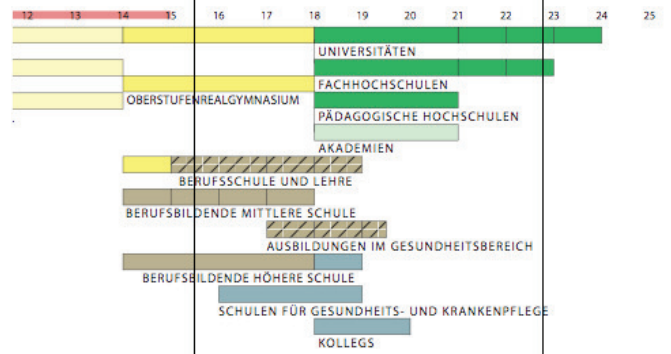 12 13 14 15 16 17 18 19 20 21 22 23 24 25
UNIVERSITÄTEN
FACHHOCHSCHULEN
OBERSTUFENREALGYMNASIUM
PÄDAGOGISCHE HOCHSCHULEN
AKADEMIEN
BERUFSSCHULE UND LEHRE
BERUFSBILDENDE MITTLERE SCHULE
AUSBILDUNGEN IM GESUNDHEITSBEREICH
BERUFSBILDENDE HÖHERE SCHULE
SCHULEN FÜR GESUNDHEITS- UND KRANKENPFLEGE
KOLLEGS